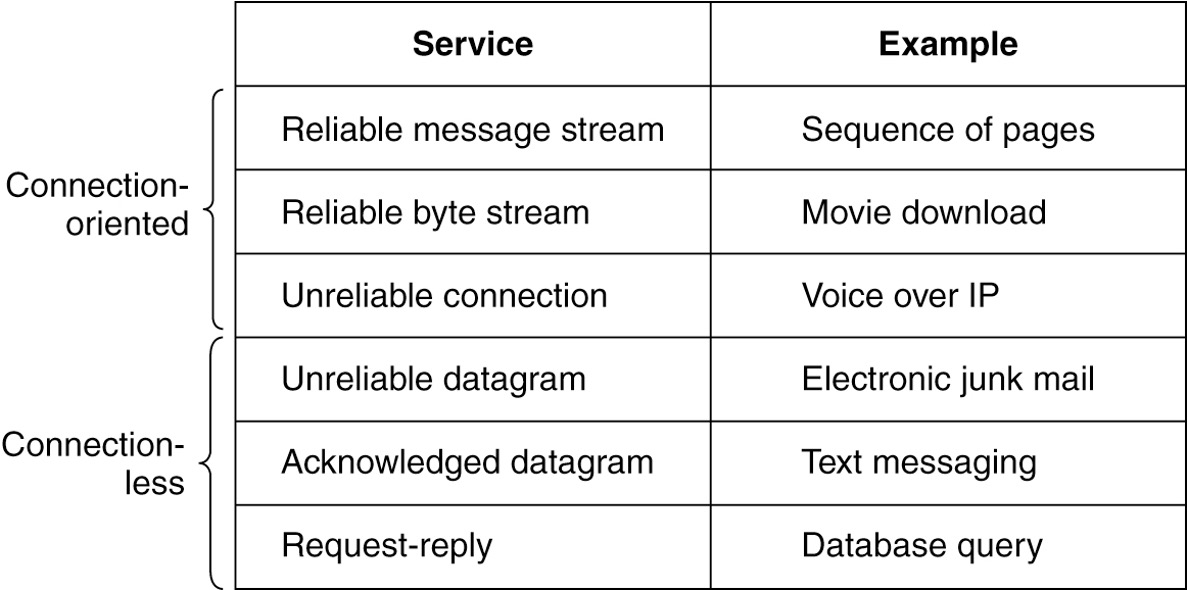 Service Example
Reliable message stream Sequence of pages
Connection-
oriented
Reliable byte stream Movie download
Unreliable connection Voice over IP
Unreliable datagram Electronic junk mail
Connection-
less
Acknowledged datagram Text messaging
Request-reply Database query